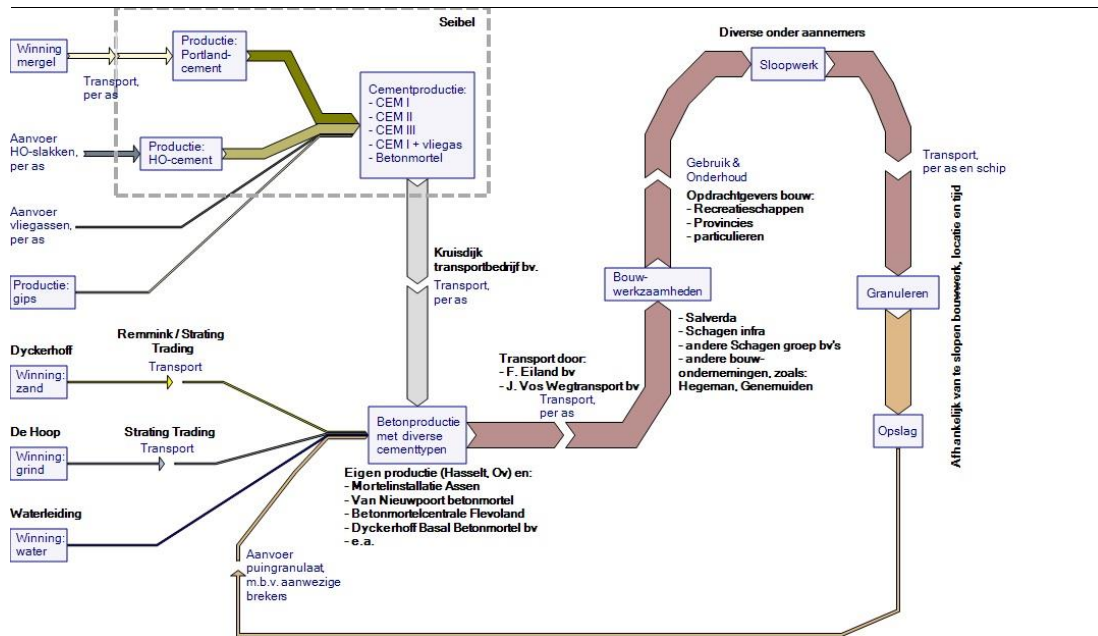 Seibel
Winning
mergel
Transport,
per as
Productie:
Portland-
cement
Aanvoer
HO-slakken,
per as
Productie:
HO-cement
Cementproductie:
- CEM I
- CEM II
- CEM III
- CEM I + vliegas
- Betonmortel
Aanvoer
vliegassen,
per as
Productie:
gips
Kruisdijk
transportbedrijf bv.
Transport,
per as
Dyckerhoff
Winning:
zand
Remmink / Strating
Trading
Transport
De Hoop
Winning:
grind
Strating Trading
Transport
Waterleiding
Winning:
water
Betonproductie
met diverse
cementtypen
Eigen productie (Hasselt, Ov) en:
- Mortelinstallatie Assen
- Van Nieuwpoort betonmortel
- Betonmortelcentrale Flevoland
- Dyckerhoff Basal Betonmortel bv
- e.a.
Aanvoer
puingranulaat,
m.b.v. aanwezige
brekers
Transport door:
- F. Eiland bv
- J. Vos Wegtransport bv
Transport,
per as
Bouw-
werkzaamheden
- Salverda
- Schagen infra
- andere Schagen groep bv's
- andere bouw-
ondernemingen, zoals:
Hegeman, Genemuiden
Gebruik &
Onderhoud
Opdrachtgevers bouw:
- Recreatieschappen
- Provincies
- particulieren
Diverse onder aannemers
Sloopwerk
Transport,
per as en schip
Granuleren
Opslag
Afhankelijk van te slopen bouwwerk, locatie en tijd